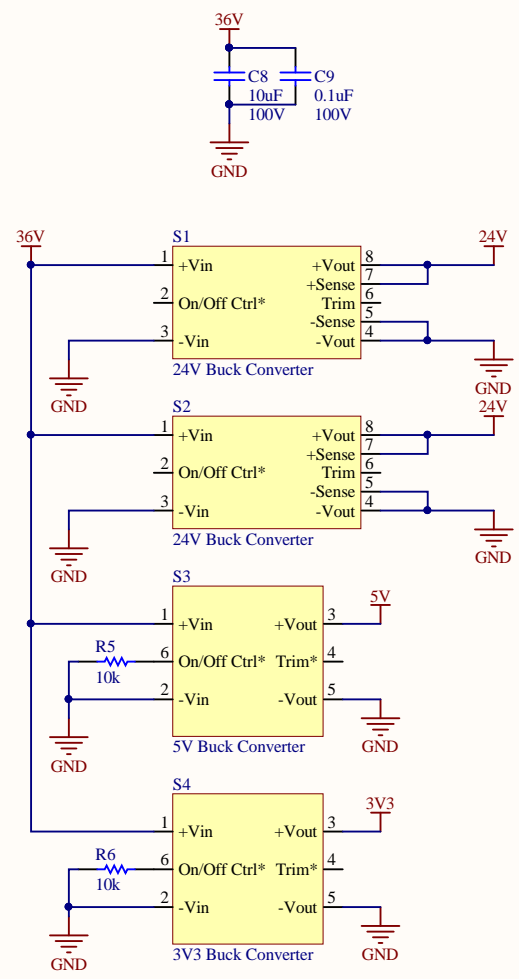 36V
C8
10uF
100V
C9
0.1uF
100V
GND
36V
S1
24V
1 +Vin +Vout 8
+Sense 7
2 On/Off Ctrl* Trim 6
-Sense 5
3 -Vin -Vout 4
24V Buck Converter
GND
GND
S2
24V
1 +Vin +Vout 8
+Sense 7
2 On/Off Ctrl* Trim 6
-Sense 5
3 -Vin -Vout 4
24V Buck Converter
GND
GND
S3
5V
1 +Vin +Vout 3
R5
10k
6 On/Off Ctrl* Trim* 4
2 -Vin -Vout 5
5V Buck Converter
GND
GND
S4
3V3
1 +Vin +Vout 3
R6
10k
6 On/Off Ctrl* Trim* 4
2 -Vin -Vout 5
3V3 Buck Converter
GND
GND